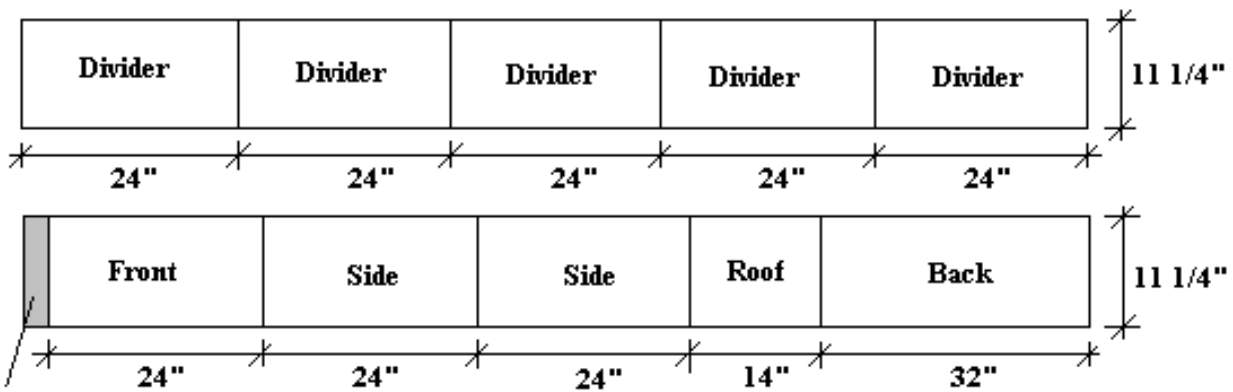 Divider Divider Divider Divider Divider 11 1/4"
24" 24" 24" 24" 24"
Front Side Side Roof Back 11 1/4"
24" 24" 24" 14" 32"